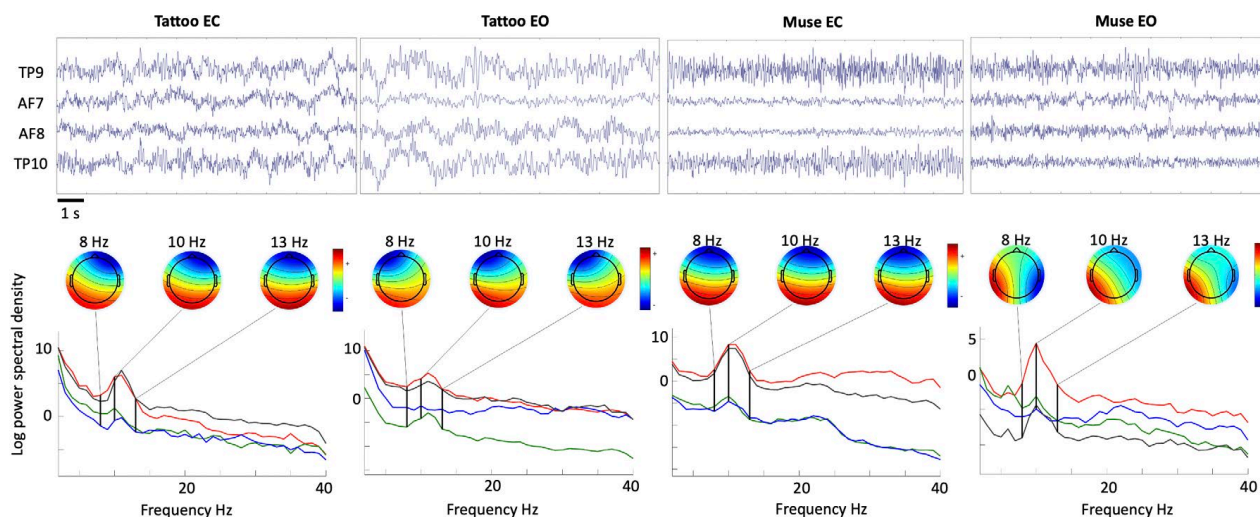 Tattoo EC
Tattoo EO
Muse EC
Muse EO
TP9
AF7
AF8
TP10
1 s
8 Hz 10 Hz 13 Hz
8 Hz 10 Hz 13 Hz
8 Hz 10 Hz 13 Hz
8 Hz 10 Hz 13 Hz
+
-
+
-
+
-
Log power spectral density
10
0
20 40
Frequency Hz
10
0
20 40
Frequency Hz
10
0
20 40
Frequency Hz
5
0
20 40
Frequency Hz